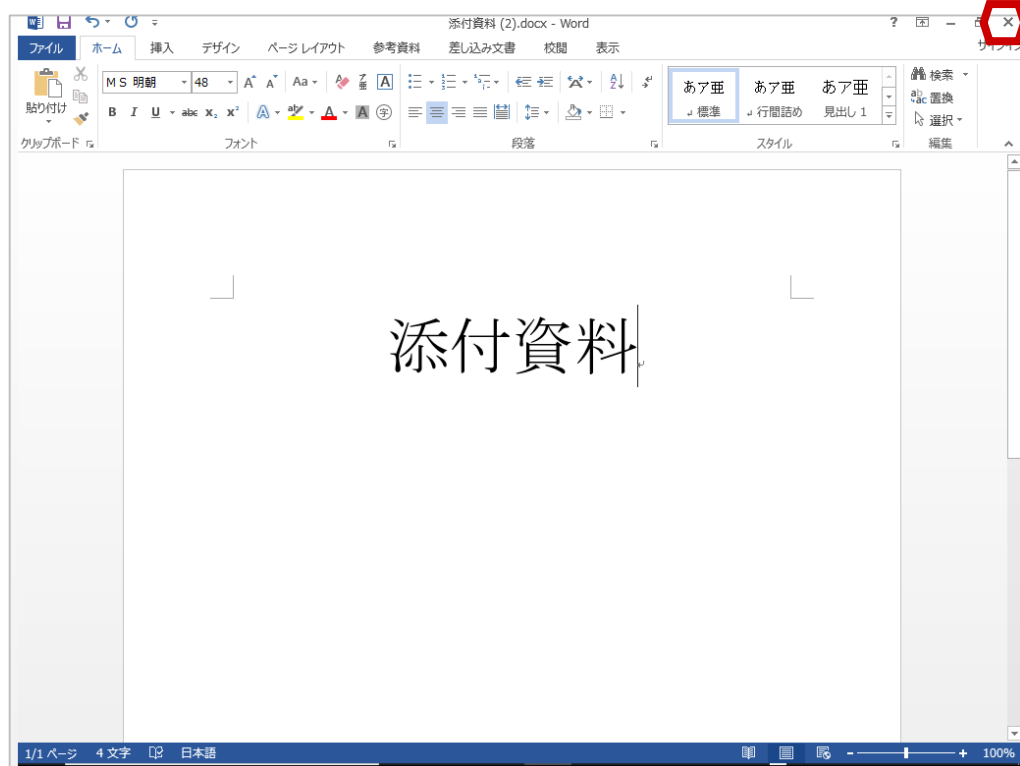 添付資料 (2).docx - Word
?
ファイル ホーム 挿入 デザイン ページ レイアウト 参考資料 差し込み文書 校閲 表示
貼り付け
ＭＳ 明朝 48 A A Aa A
B I U abc X₂ X² A aby A A 字
あア亜 あア亜 あア亜
標準 行間詰め 見出し 1
検索
置換
選択
クリップボード フォント 段落 スタイル 編集
添付資料
1/1 ページ 4 文字 日本語 100%